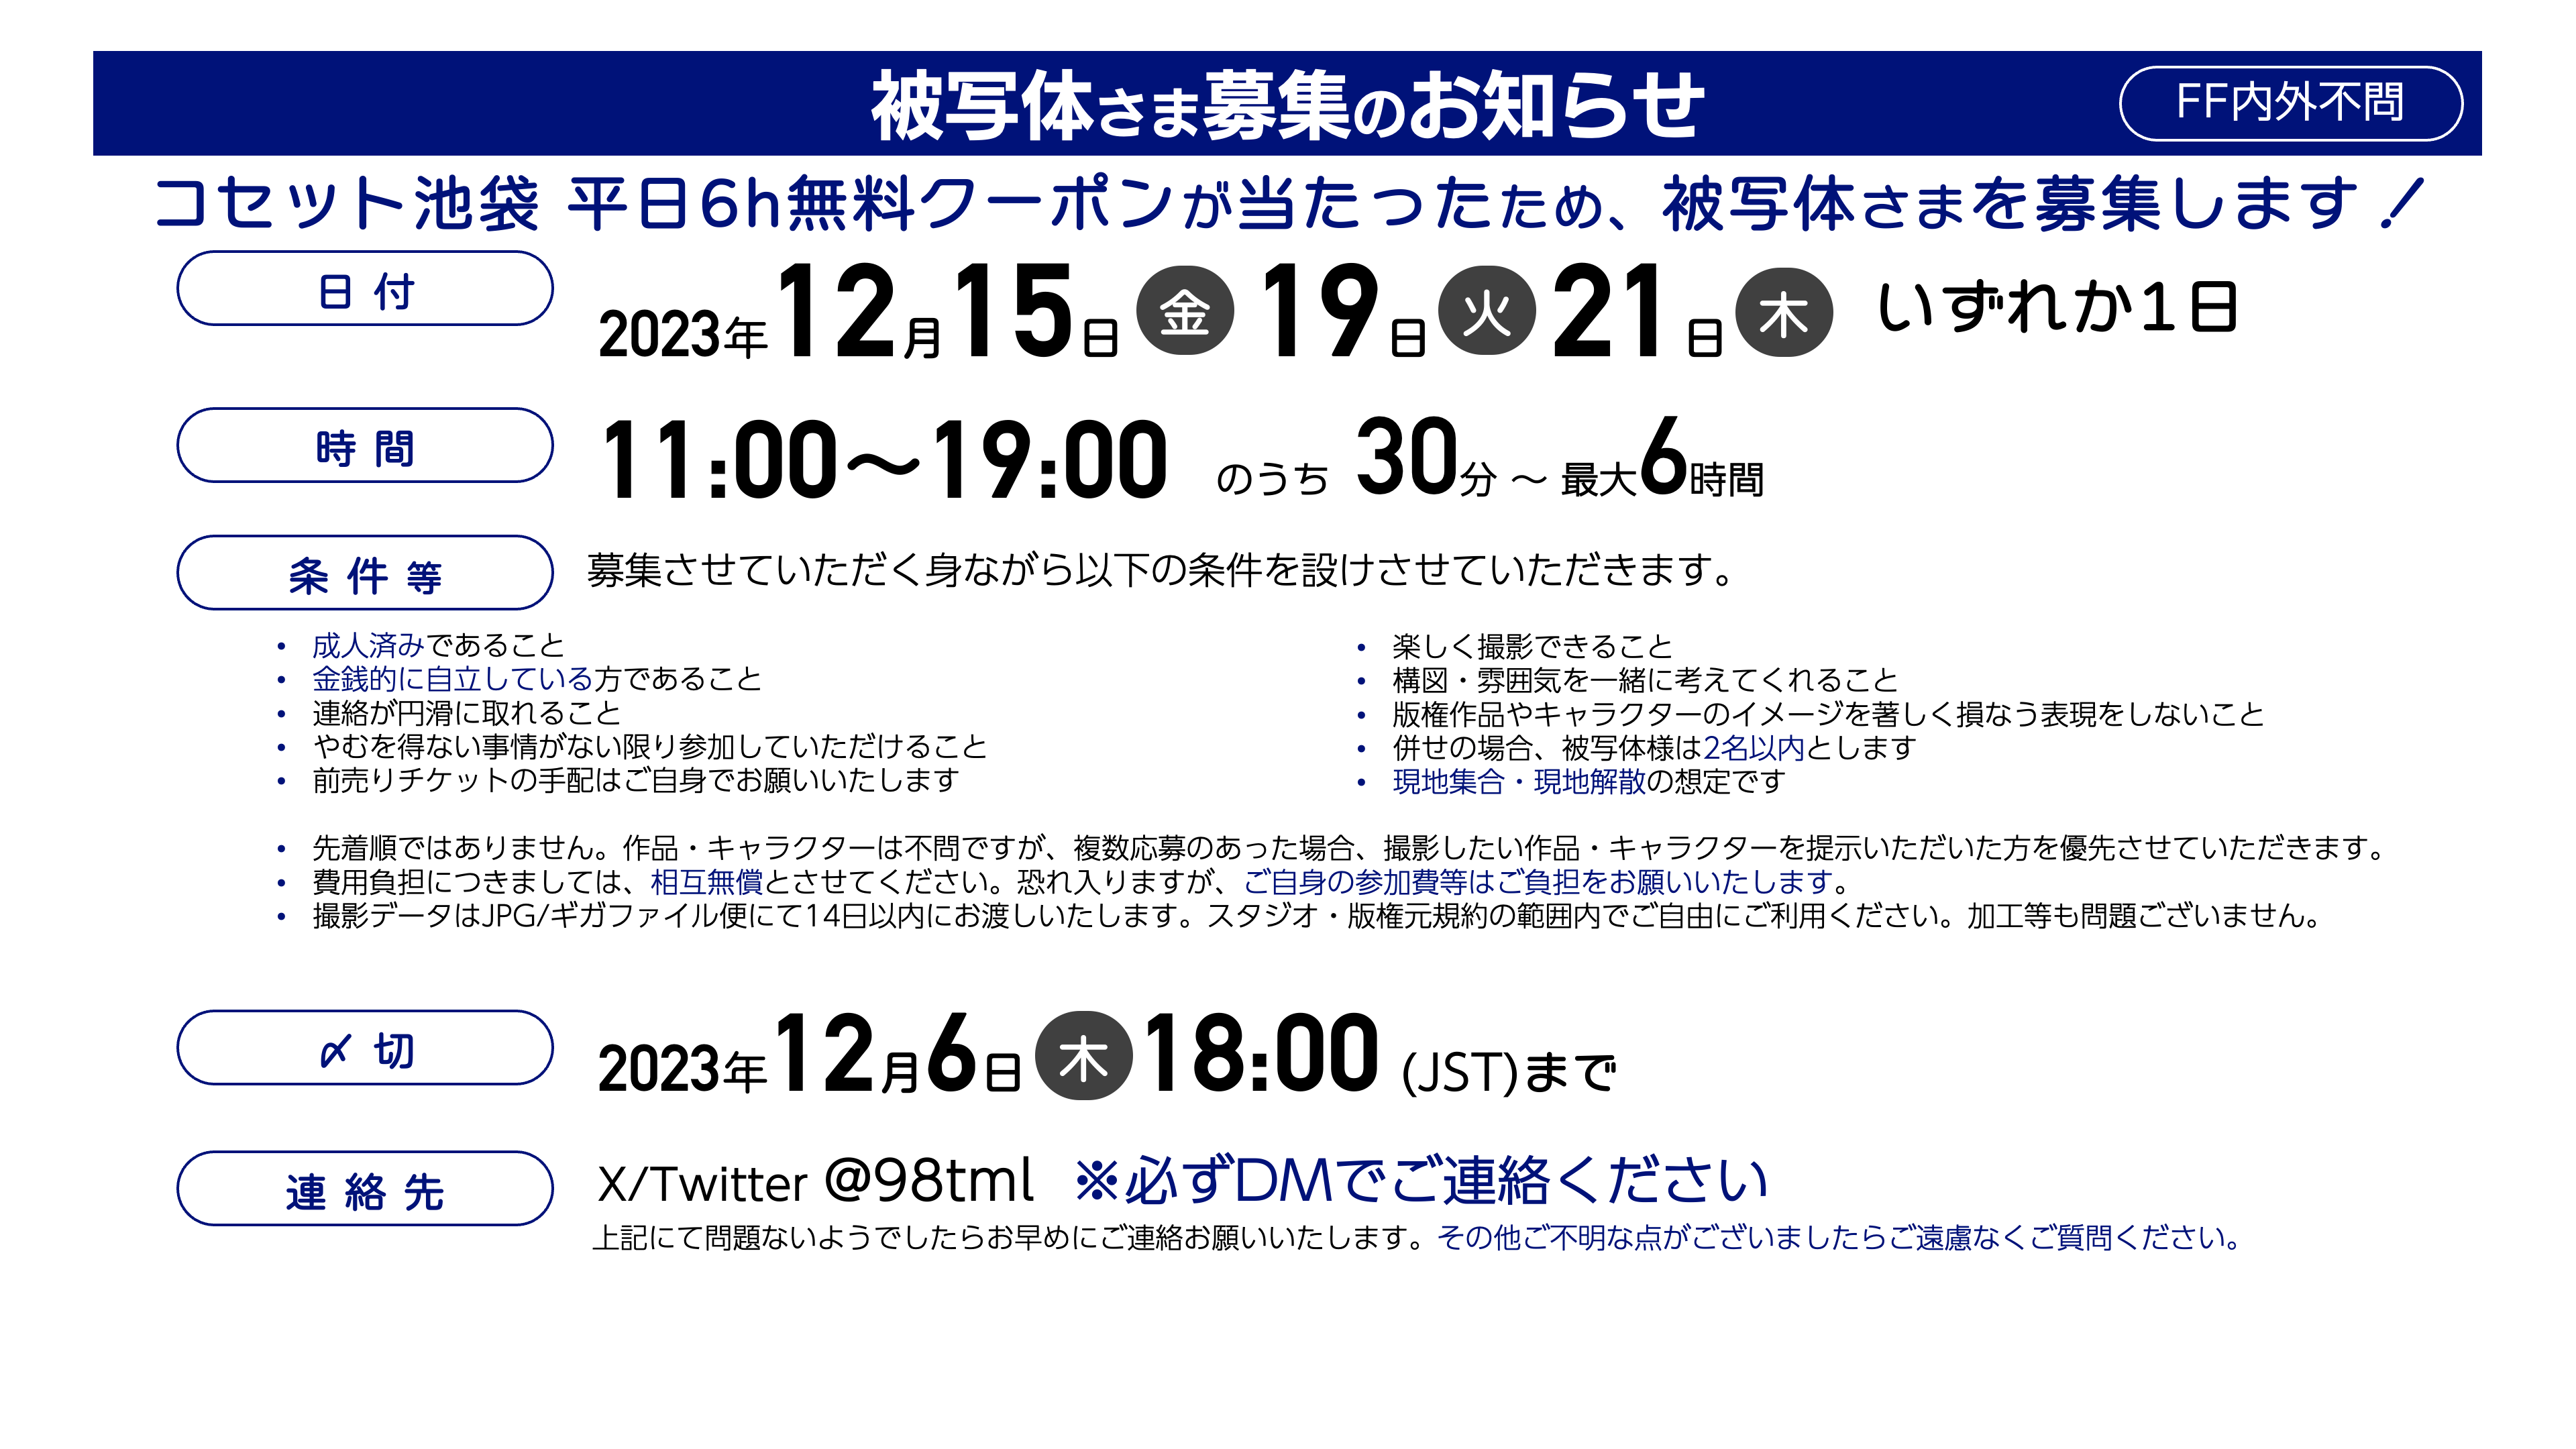 被写体さま募集のお知らせ
FF内外不問
コセット池袋 平日6h無料クーポンが当たったため、被写体さまを募集します！
日付
2023年12月15日 金 19日 火 21日 木 いずれか1日
時間
11:00～19:00 のうち 30分 ～ 最大6時間
条件等
募集させていただく身ながら以下の条件を設けさせていただきます。
• 成人済みであること
• 金銭的に自立している方であること
• 連絡が円滑に取れること
• やむを得ない事情がない限り参加していただけること
• 前売りチケットの手配はご自身でお願いいたします
• 楽しく撮影できること
• 構図・雰囲気を一緒に考えてくれること
• 版権作品やキャラクターのイメージを著しく損なう表現をしないこと
• 併せの場合、被写体様は2名以内とします
• 現地集合・現地解散の想定です
• 先着順ではありません。作品・キャラクターは不問ですが、複数応募のあった場合、撮影したい作品・キャラクターを提示いただいた方を優先させていただきます。
• 費用負担につきましては、相互無償とさせてください。恐れ入りますが、ご自身の参加費等はご負担をお願いいたします。
• 撮影データはJPG/ギガファイル便にて14日以内にお渡しいたします。スタジオ・版権元規約の範囲内でご自由にご利用ください。加工等も問題ございません。
〆切
2023年12月6日 木 18:00 (JST)まで
連絡先
X/Twitter @98tml ※必ずDMでご連絡ください
上記にて問題ないようでしたらお早めにご連絡お願いいたします。その他ご不明な点がございましたらご遠慮なくご質問ください。